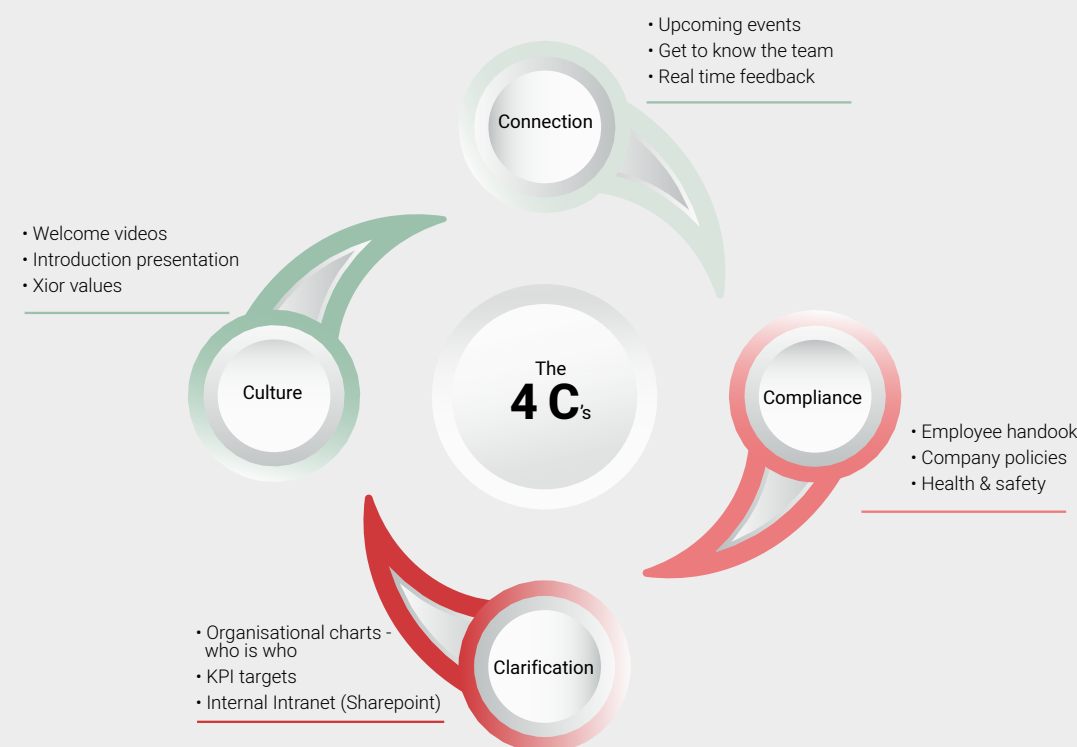 • Upcoming events
• Get to know the team
• Real time feedback
Connection
• Welcome videos
• Introduction presentation
• Xior values
Culture
The
4 C's
Compliance
• Employee handook
• Company policies
• Health & safety
• Organisational charts -
who is who
• KPI targets
• Internal Intranet (Sharepoint)
Clarification